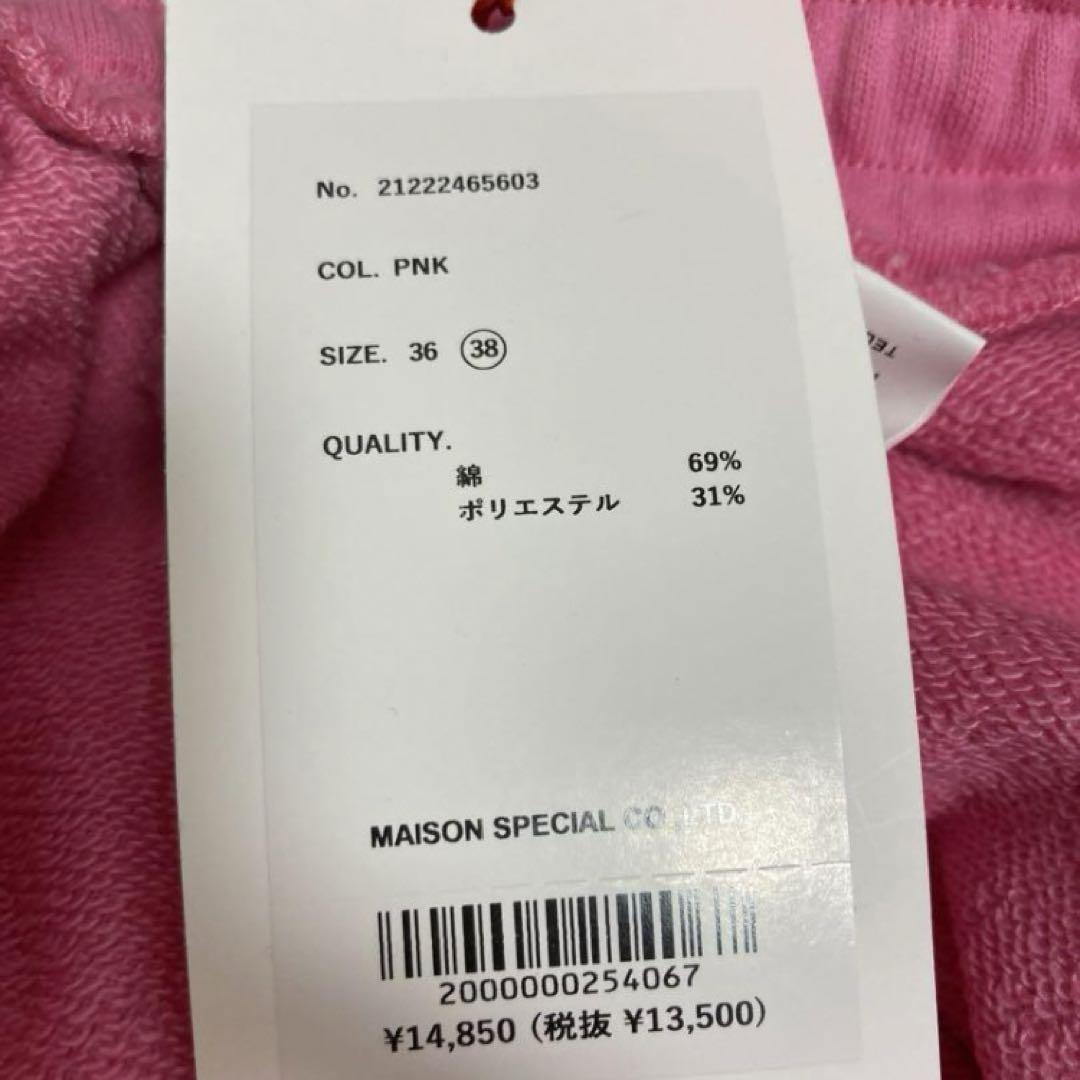 No. 21222465603
COL. PNK
SIZE. 36 38
QUALITY.
綿 69%
ポリエステル 31%
TEL
MAISON SPECIAL CO.,LTD.
2000000254067
¥14,850 (税抜 ¥13,500)